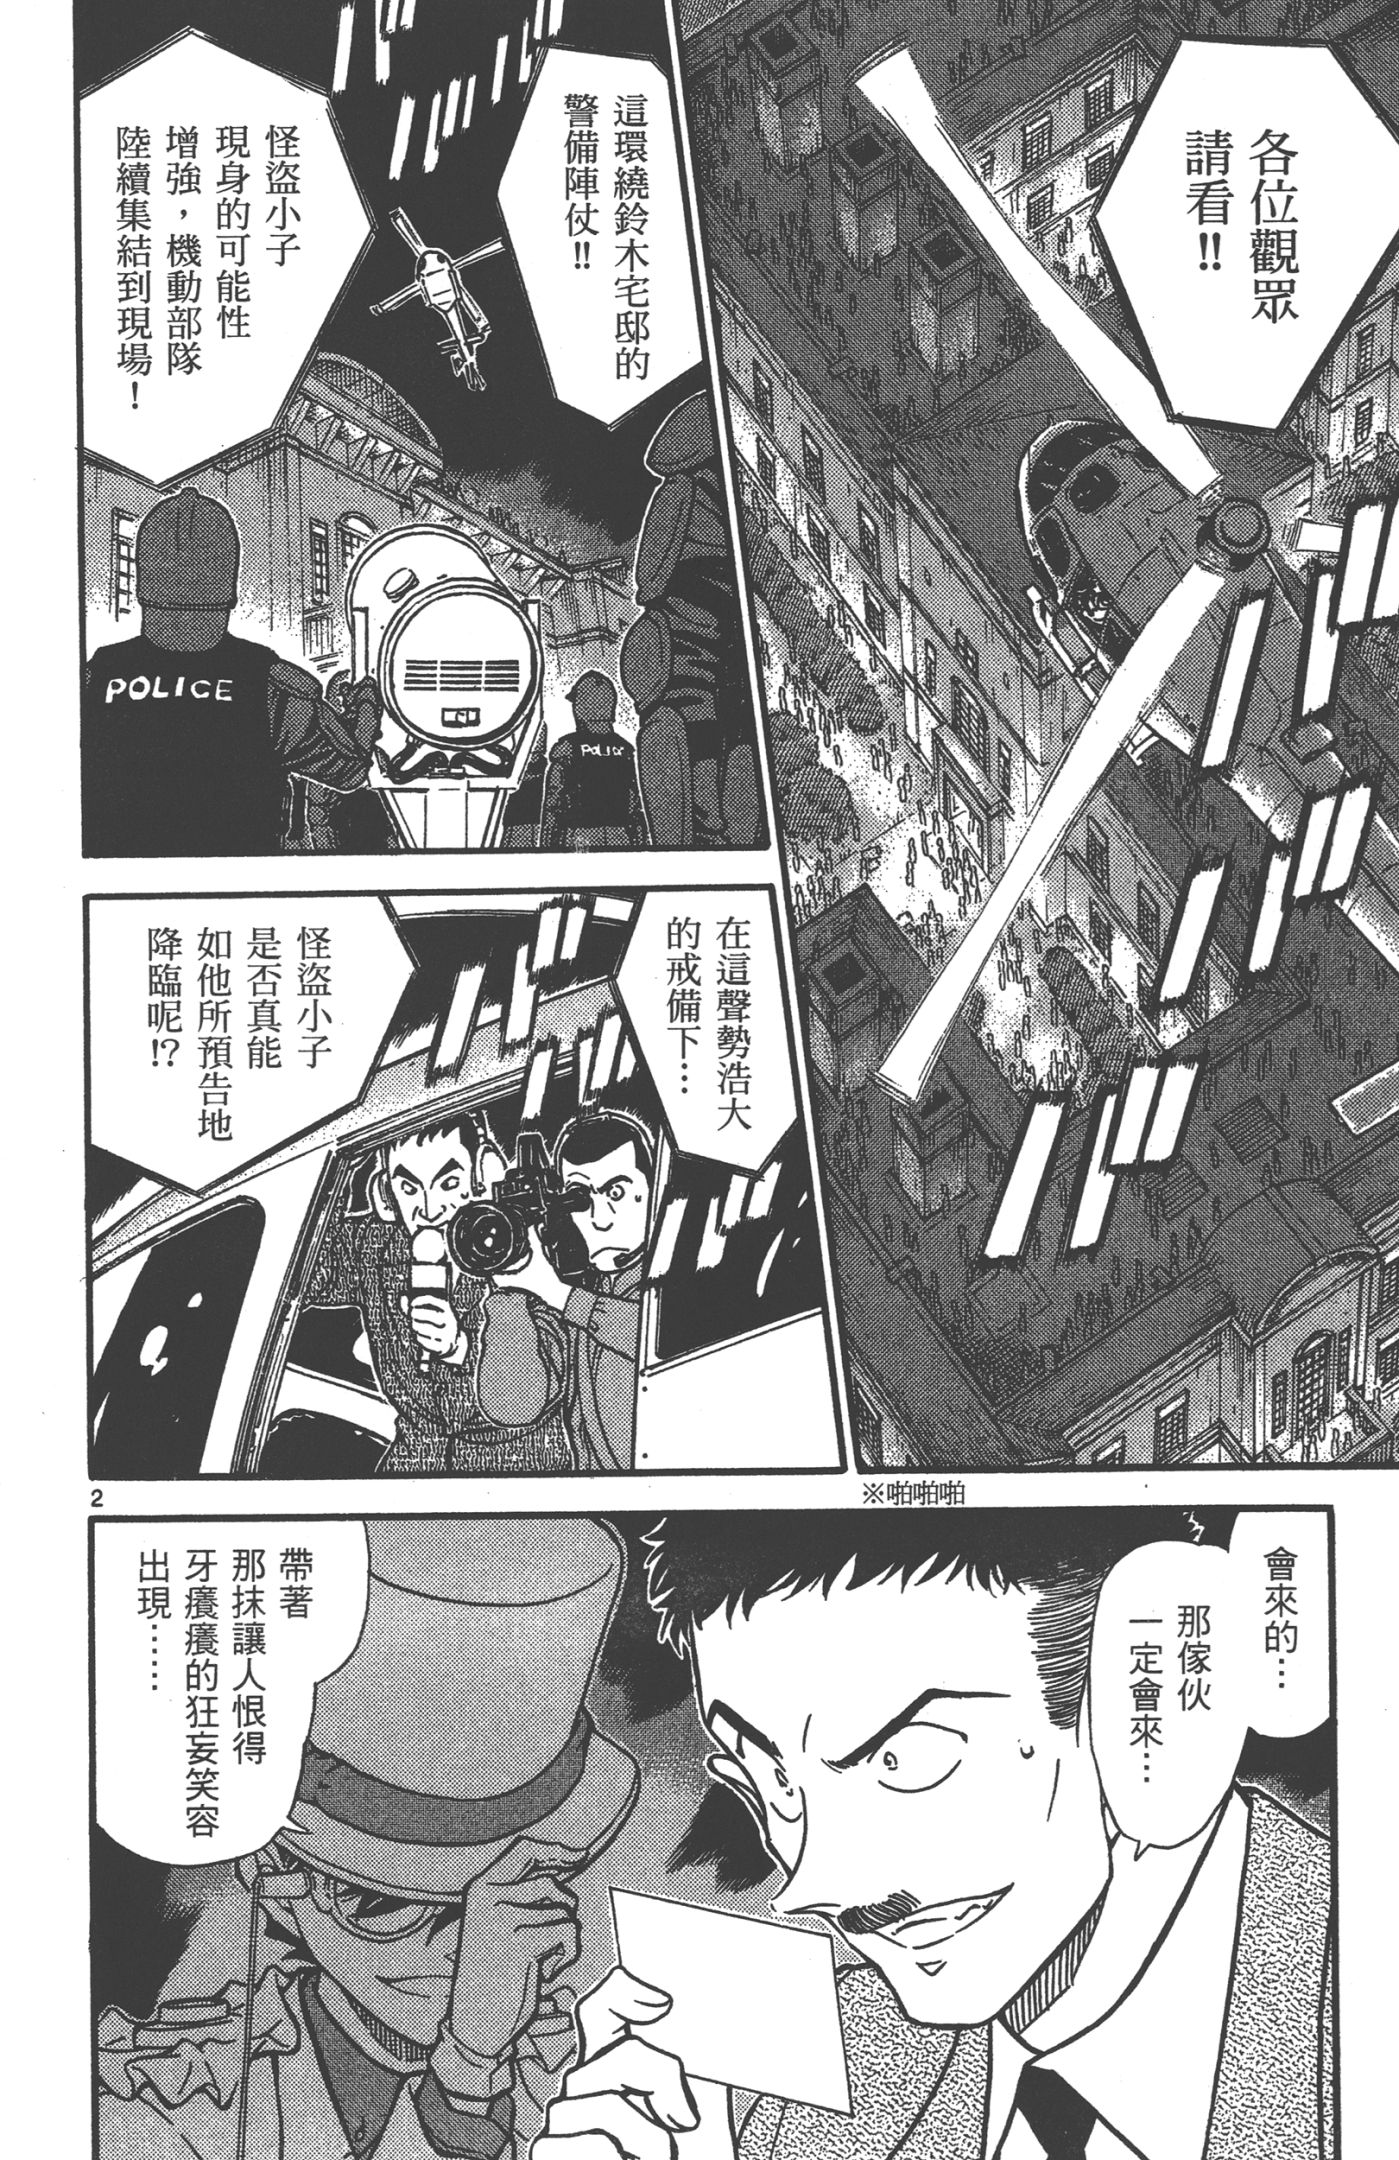 各位觀眾
請看!!
這環繞鈴木宅邸的
警備陣仗!!
怪盜小子
現身的可能性
增強，機動部隊
陸續集結到現場！
POLICE
POLICE
在這聲勢浩大
的戒備下…
怪盜小子
是否真能
如他所預告地
降臨呢!?
※啪啪啪
2
會來的…
那傢伙
一定會來…
帶著
那抹讓人恨得
牙癢癢的狂妄笑容
出現……